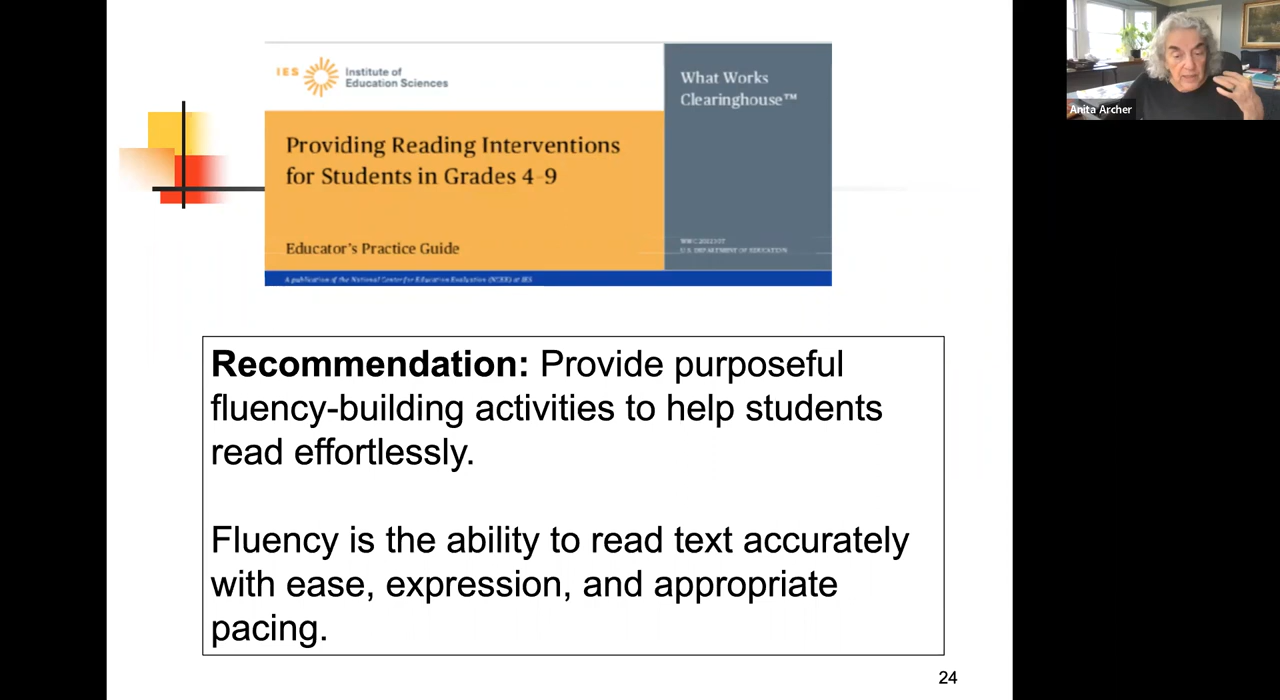 IES Institute of
Education Sciences
What Works
Clearinghouse™
Providing Reading Interventions
for Students in Grades 4–9
Educator's Practice Guide
U.S. DEPARTMENT OF EDUCATION
A publication of the National Center for Education Evaluation (NCEE) at IES
Recommendation: Provide purposeful
fluency-building activities to help students
read effortlessly.
Fluency is the ability to read text accurately
with ease, expression, and appropriate
pacing.
24
Anita Archer